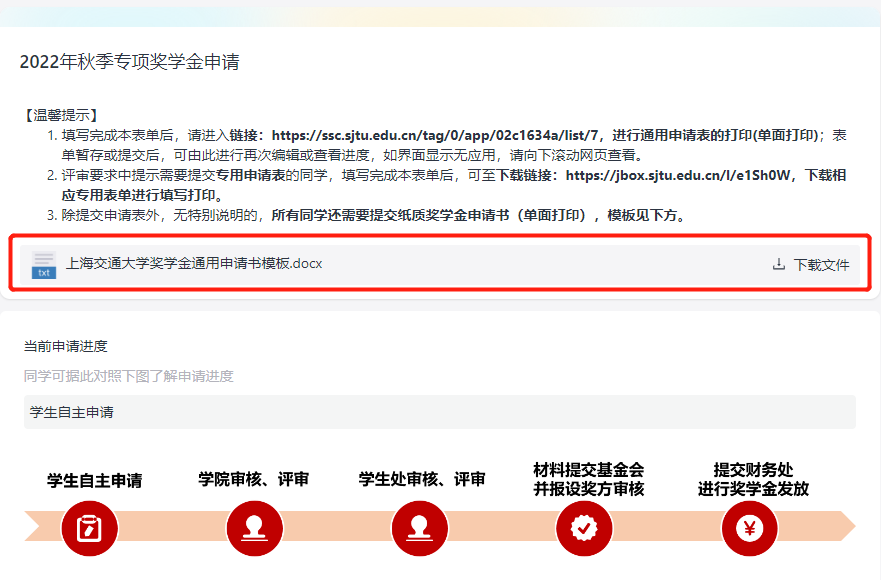 2022年秋季专项奖学金申请
【温馨提示】
1. 填写完成本表单后，请进入链接：https://ssc.sjtu.edu.cn/tag/0/app/02c1634a/list/7，进行通用申请表的打印(单面打印)；表
单暂存或提交后，可由此进行再次编辑或查看进度，如界面显示无应用，请向下滚动网页查看。
2. 评审要求中提示需要提交专用申请表的同学，填写完成本表单后，可至下载链接：https://jbox.sjtu.edu.cn/l/e1Sh0W，下载相
应专用表单进行填写打印。
3. 除提交申请表外，无特别说明的，所有同学还需要提交纸质奖学金申请书（单面打印），模板见下方。
txt 上海交通大学奖学金通用申请书模板.docx 下载文件
当前申请进度
同学可据此对照下图了解申请进度
学生自主申请
学生自主申请 学院审核、评审 学生处审核、评审 材料提交基金会 提交财务处
并报设奖方审核 进行奖学金发放
¥